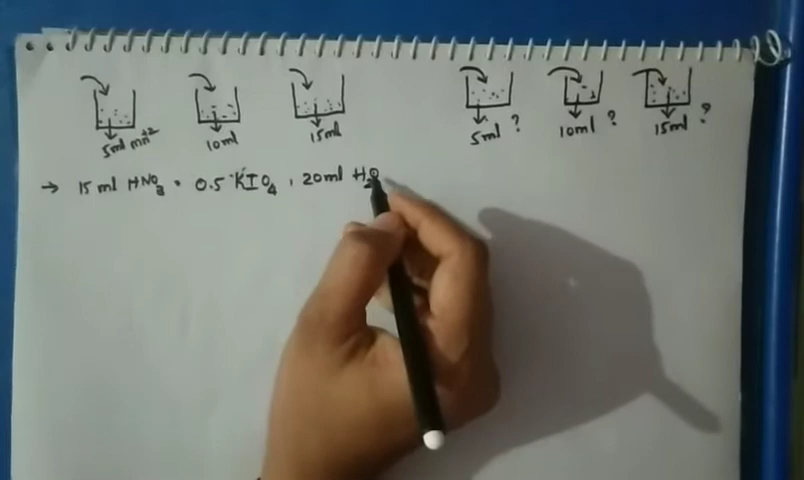 5ml mn+2 10ml 15ml 5ml ? 10ml ? 15ml ?
→ 15 ml HNO3, 0.5 KIO4, 20ml H2O